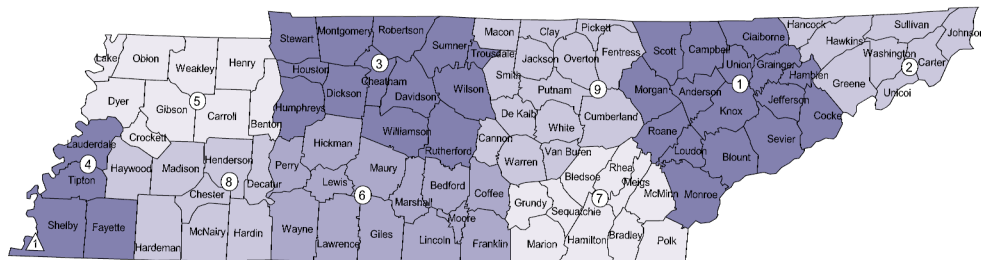 Lake
Obion
Weakley
Henry
Dyer
Gibson
5
Carroll
Benton
Crockett
Lauderdale
4
Tipton
Shelby
Fayette
1
Haywood
Madison
Henderson
Decatur
8
Chester
Hardeman
McNairy
Hardin
Stewart
Montgomery
Robertson
Sumner
Trousdale
Houston
3
Cheatham
Dickson
Davidson
Wilson
Humphreys
Williamson
Rutherford
Hickman
Perry
Lewis
Maury
6
Marshall
Bedford
Coffee
Moore
Wayne
Lawrence
Giles
Lincoln
Franklin
Macon
Clay
Pickett
Fentress
Jackson
Overton
Smith
Putnam
9
De Kalb
White
Cumberland
Cannon
Warren
Van Buren
Bledsoe
Rhea
Meigs
McMinn
7
Grundy
Sequatchie
Marion
Hamilton
Bradley
Polk
Scott
Campbell
Claiborne
Union
Grainger
Hamblen
1
Morgan
Anderson
Knox
Jefferson
Cocke
Roane
Loudon
Blount
Sevier
Monroe
Hancock
Hawkins
Sullivan
Johnson
Washington
2
Carter
Greene
Unicoi